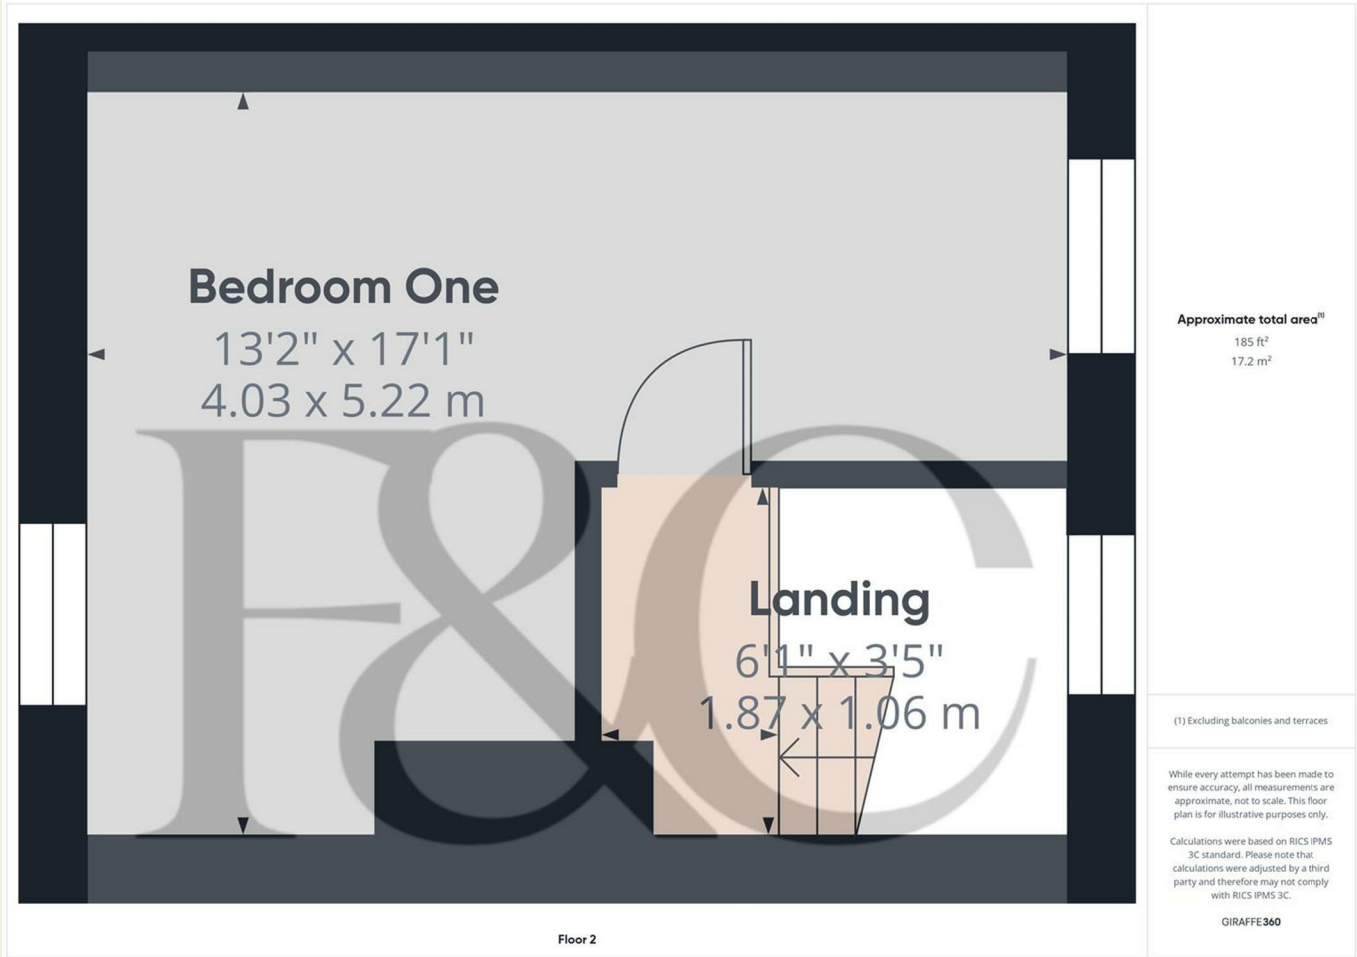 Bedroom One
13'2" x 17'1"
4.03 x 5.22 m
F&C
Landing
6'1" x 3'5"
1.87 x 1.06 m
Floor 2
Approximate total area(1)
185 ft²
17.2 m²
(1) Excluding balconies and terraces
While every attempt has been made to
ensure accuracy, all measurements are
approximate, not to scale. This floor
plan is for illustrative purposes only.
Calculations were based on RICS IPMS
3C standard. Please note that
calculations were adjusted by a third
party and therefore may not comply
with RICS IPMS 3C.
GIRAFFE360